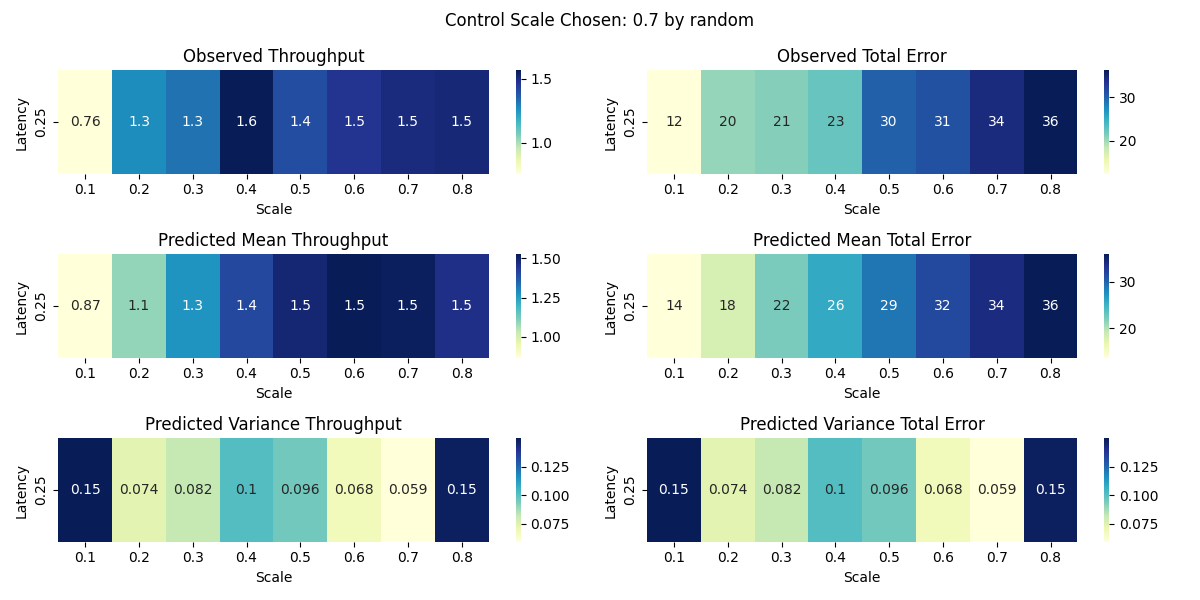 Control Scale Chosen: 0.7 by random
Observed Throughput
Latency
0.25
0.76 1.3 1.3 1.6 1.4 1.5 1.5 1.5
0.1 0.2 0.3 0.4 0.5 0.6 0.7 0.8
Scale
1.5
1.0
Observed Total Error
Latency
0.25
12 20 21 23 30 31 34 36
0.1 0.2 0.3 0.4 0.5 0.6 0.7 0.8
Scale
30
20
Predicted Mean Throughput
Latency
0.25
0.87 1.1 1.3 1.4 1.5 1.5 1.5 1.5
0.1 0.2 0.3 0.4 0.5 0.6 0.7 0.8
Scale
1.50
1.25
1.00
Predicted Mean Total Error
Latency
0.25
14 18 22 26 29 32 34 36
0.1 0.2 0.3 0.4 0.5 0.6 0.7 0.8
Scale
30
20
Predicted Variance Throughput
Latency
0.25
0.15 0.074 0.082 0.1 0.096 0.068 0.059 0.15
0.1 0.2 0.3 0.4 0.5 0.6 0.7 0.8
Scale
0.125
0.100
0.075
Predicted Variance Total Error
Latency
0.25
0.15 0.074 0.082 0.1 0.096 0.068 0.059 0.15
0.1 0.2 0.3 0.4 0.5 0.6 0.7 0.8
Scale
0.125
0.100
0.075